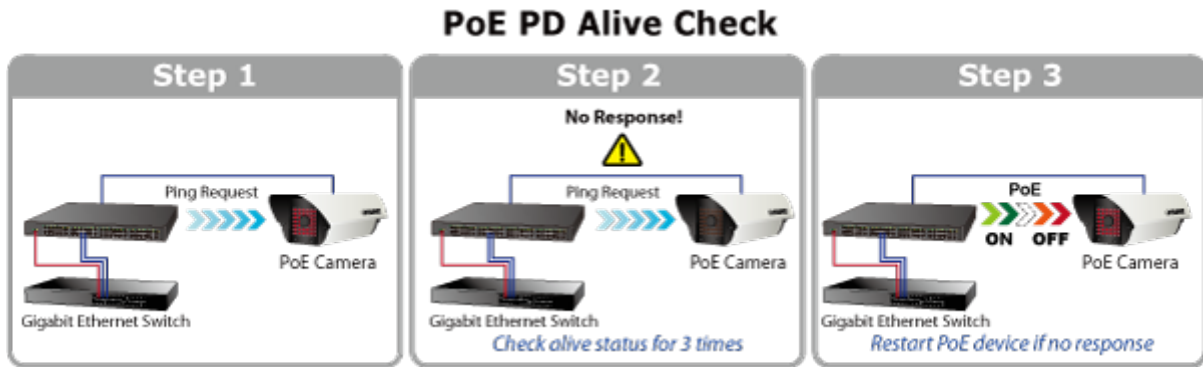 PoE PD Alive Check
Step 1
Ping Request
PoE Camera
Gigabit Ethernet Switch
Step 2
No Response!
Ping Request
PoE Camera
Gigabit Ethernet Switch
Check alive status for 3 times
Step 3
PoE
ON OFF
PoE Camera
Gigabit Ethernet Switch
Restart PoE device if no response